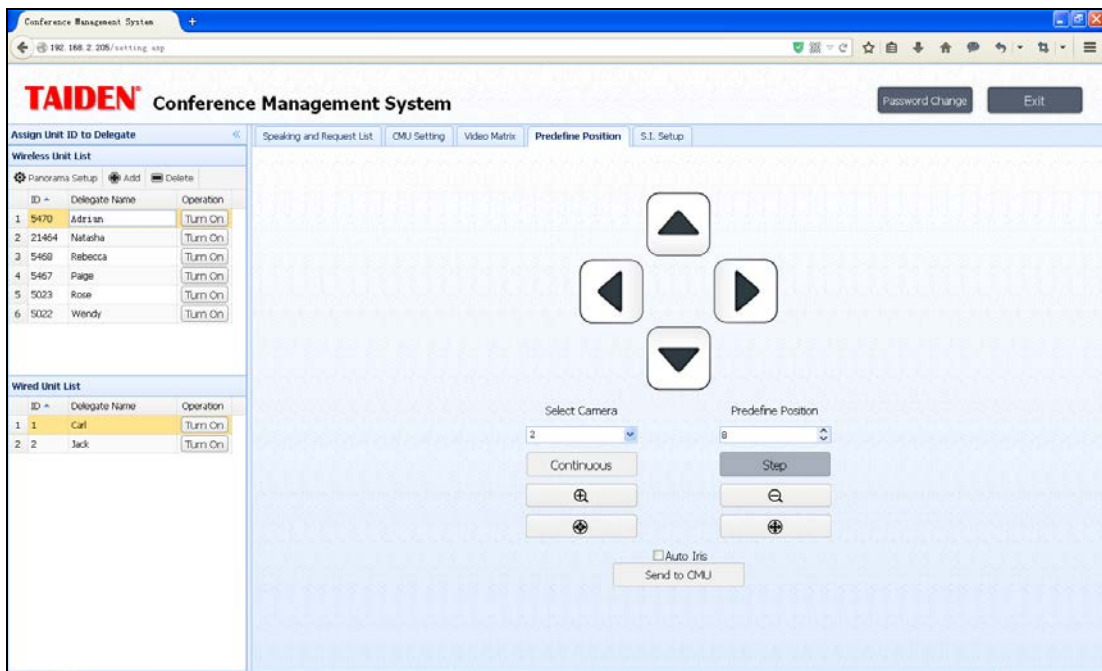 Conference Management System
192.168.2.205/setting.asp
TAIDEN® Conference Management System
Password Change Exit
Assign Unit ID to Delegate
Speaking and Request List CMU Setting Video Matrix Predefine Position S.I. Setup
Wireless Unit List
Panorama Setup Add Delete
ID Delegate Name Operation
1 5470 Adrian Turn On
2 21464 Natasha Turn On
3 5468 Rebecca Turn On
4 5467 Paige Turn On
5 5023 Rose Turn On
6 5022 Wendy Turn On
Wired Unit List
ID Delegate Name Operation
1 1 Carl Turn On
2 2 Jack Turn On
Select Camera Predefine Position
2 8
Continuous Step
Auto Iris
Send to CMU